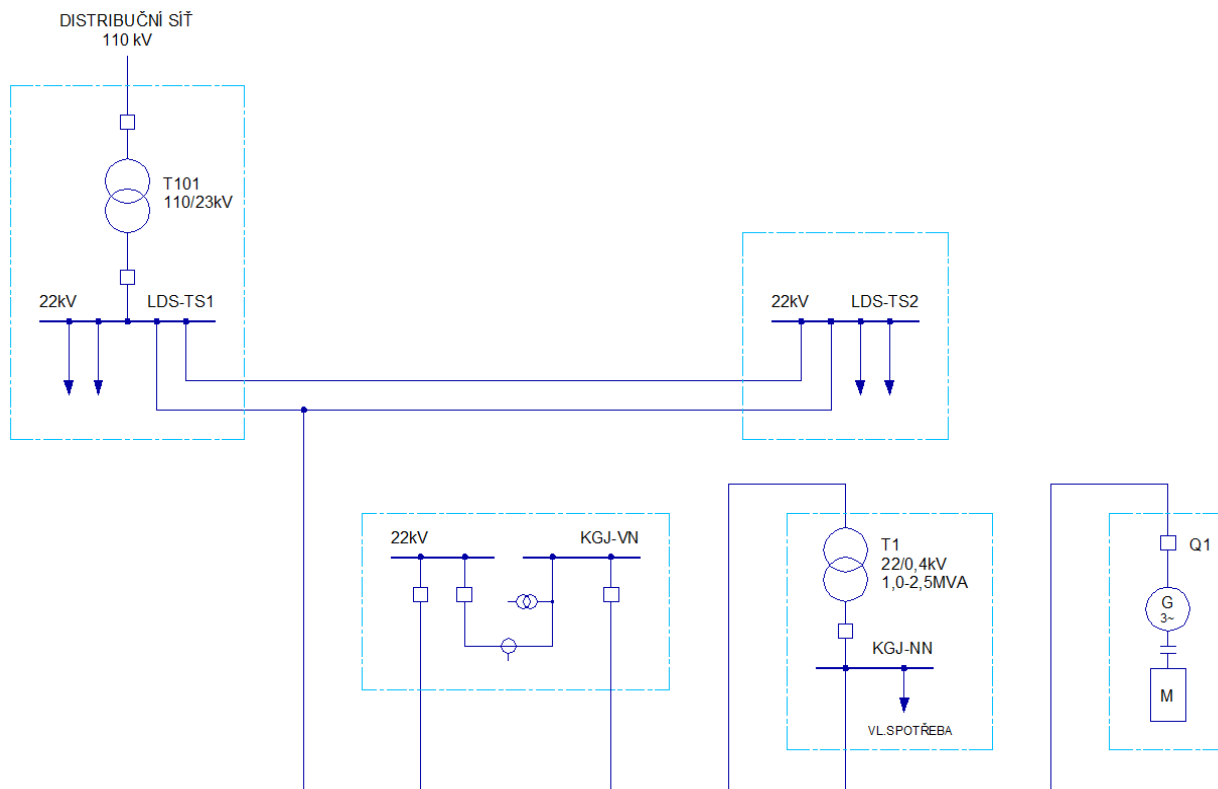 DISTRIBUČNÍ SÍŤ
110 kV
T101
110/23kV
22kV
LDS-TS1
22kV
LDS-TS2
22kV
KGJ-VN
T1
22/0,4kV
1,0-2,5MVA
KGJ-NN
VL.SPOTŘEBA
Q1
G
3~
M